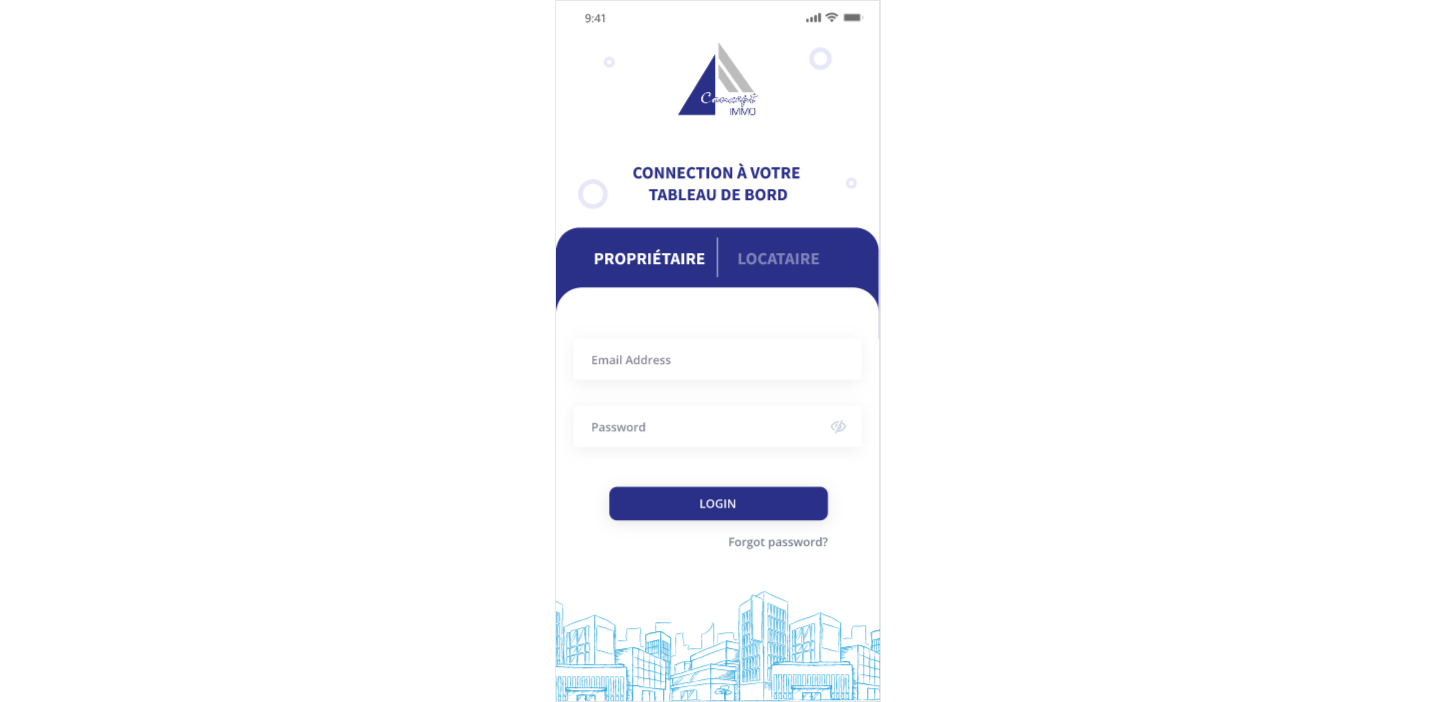 9:41
Concept
IMMO
CONNECTION À VOTRE
TABLEAU DE BORD
PROPRIÉTAIRE
LOCATAIRE
Email Address
Password
LOGIN
Forgot password?